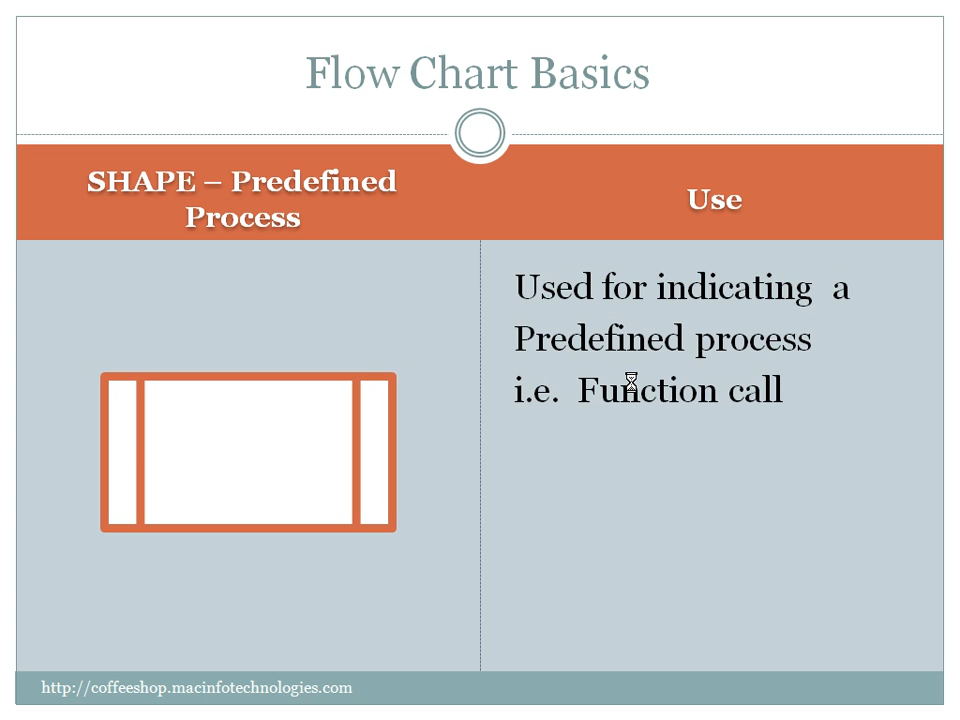 Flow Chart Basics
SHAPE – Predefined
Process
Use
Used for indicating  a
Predefined process
i.e.  Function call
http://coffeeshop.macinfotechnologies.com